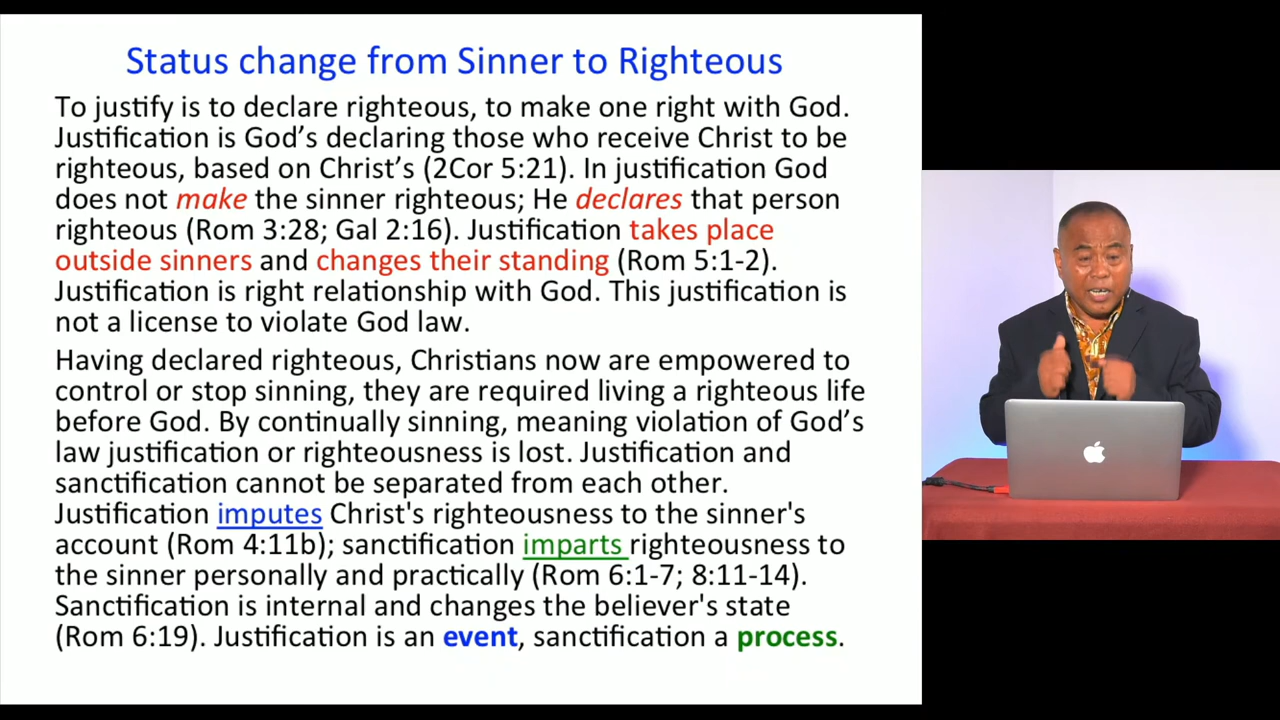 Status change from Sinner to Righteous
To justify is to declare righteous, to make one right with God.
Justification is God's declaring those who receive Christ to be
righteous, based on Christ's (2Cor 5:21). In justification God
does not make the sinner righteous; He declares that person
righteous (Rom 3:28; Gal 2:16). Justification takes place
outside sinners and changes their standing (Rom 5:1-2).
Justification is right relationship with God. This justification is
not a license to violate God law.
Having declared righteous, Christians now are empowered to
control or stop sinning, they are required living a righteous life
before God. By continually sinning, meaning violation of God's
law justification or righteousness is lost. Justification and
sanctification cannot be separated from each other.
Justification imputes Christ's righteousness to the sinner's
account (Rom 4:11b); sanctification imparts righteousness to
the sinner personally and practically (Rom 6:1-7; 8:11-14).
Sanctification is internal and changes the believer's state
(Rom 6:19). Justification is an event, sanctification a process.